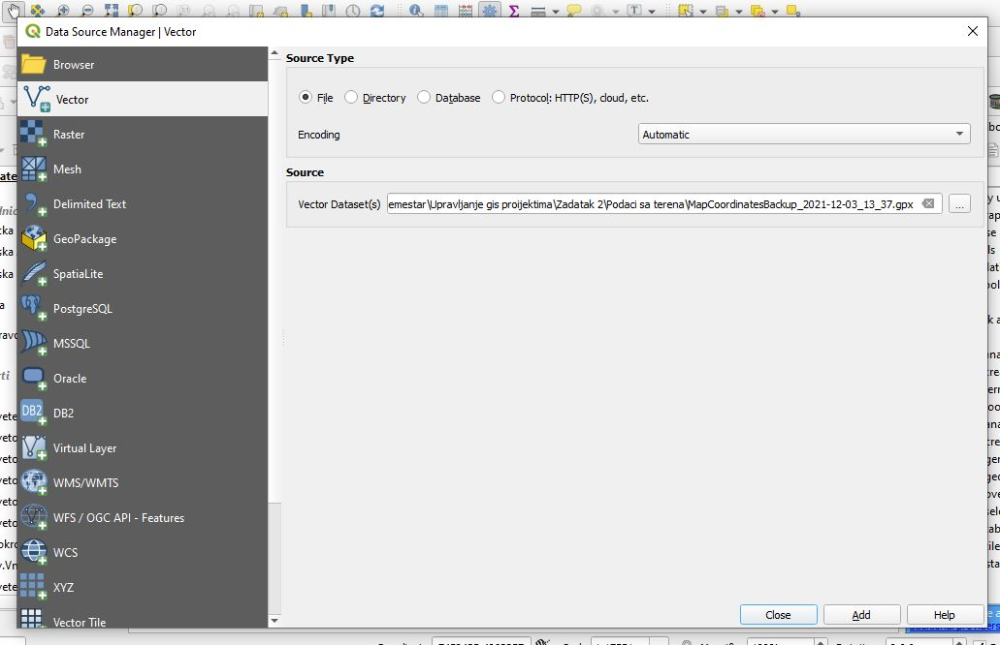 Data Source Manager | Vector
Browser
Vector
Raster
Mesh
Delimited Text
GeoPackage
SpatiaLite
PostgreSQL
MSSQL
Oracle
DB2
DB2
Virtual Layer
WMS/WMTS
WFS / OGC API - Features
WCS
XYZ
Vector Tile
Source Type
File
Directory
Database
Protocol: HTTP(S), cloud, etc.
Encoding
Automatic
Source
Vector Dataset(s)
emestar\Upravljanje gis proijektima\Zadatak 2\Podaci sa terena\MapCoordinatesBackup_2021-12-03_13_37.gpx
...
Close
Add
Help